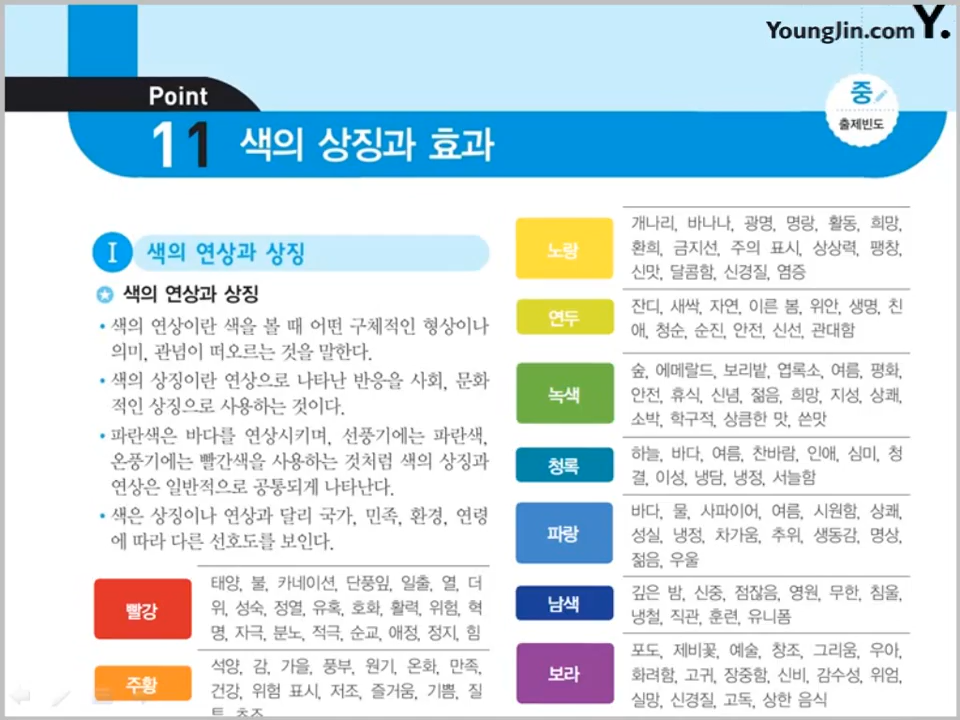 YoungJin.com Y.
Point
중
출제빈도
11 색의 상징과 효과
I 색의 연상과 상징
색의 연상과 상징
• 색의 연상이란 색을 볼 때 어떤 구체적인 형상이나
의미, 관념이 떠오르는 것을 말한다.
• 색의 상징이란 연상으로 나타난 반응을 사회, 문화
적인 상징으로 사용하는 것이다.
• 파란색은 바다를 연상시키며, 선풍기에는 파란색,
온풍기에는 빨간색을 사용하는 것처럼 색의 상징과
연상은 일반적으로 공통되게 나타난다.
• 색은 상징이나 연상과 달리 국가, 민족, 환경, 연령
에 따라 다른 선호도를 보인다.
빨강
태양, 불, 카네이션, 단풍잎, 일출, 열, 더
위, 성숙, 정열, 유혹, 호화, 활력, 위험, 혁
명, 자극, 분노, 적극, 순교, 애정, 정지, 힘
주황
석양, 감, 가을, 풍부, 원기, 온화, 만족,
건강, 위험 표시, 저조, 즐거움, 기쁨, 질
투, 초조
노랑
개나리, 바나나, 광명, 명랑, 활동, 희망,
환희, 금지선, 주의 표시, 상상력, 팽창,
신맛, 달콤함, 신경질, 염증
연두
잔디, 새싹, 자연, 이른 봄, 위안, 생명, 친
애, 청순, 순진, 안전, 신선, 관대함
녹색
숲, 에메랄드, 보리밭, 엽록소, 여름, 평화,
안전, 휴식, 신념, 젊음, 희망, 지성, 상쾌,
소박, 학구적, 상큼한 맛, 쓴맛
청록
하늘, 바다, 여름, 찬바람, 인애, 심미, 청
결, 이성, 냉담, 냉정, 서늘함
파랑
바다, 물, 사파이어, 여름, 시원함, 상쾌,
성실, 냉정, 차가움, 추위, 생동감, 명상,
젊음, 우울
남색
깊은 밤, 신중, 점잖음, 영원, 무한, 침울,
냉철, 직관, 훈련, 유니폼
보라
포도, 제비꽃, 예술, 창조, 그리움, 우아,
화려함, 고귀, 장중함, 신비, 감수성, 위엄,
실망, 신경질, 고독, 상한 음식